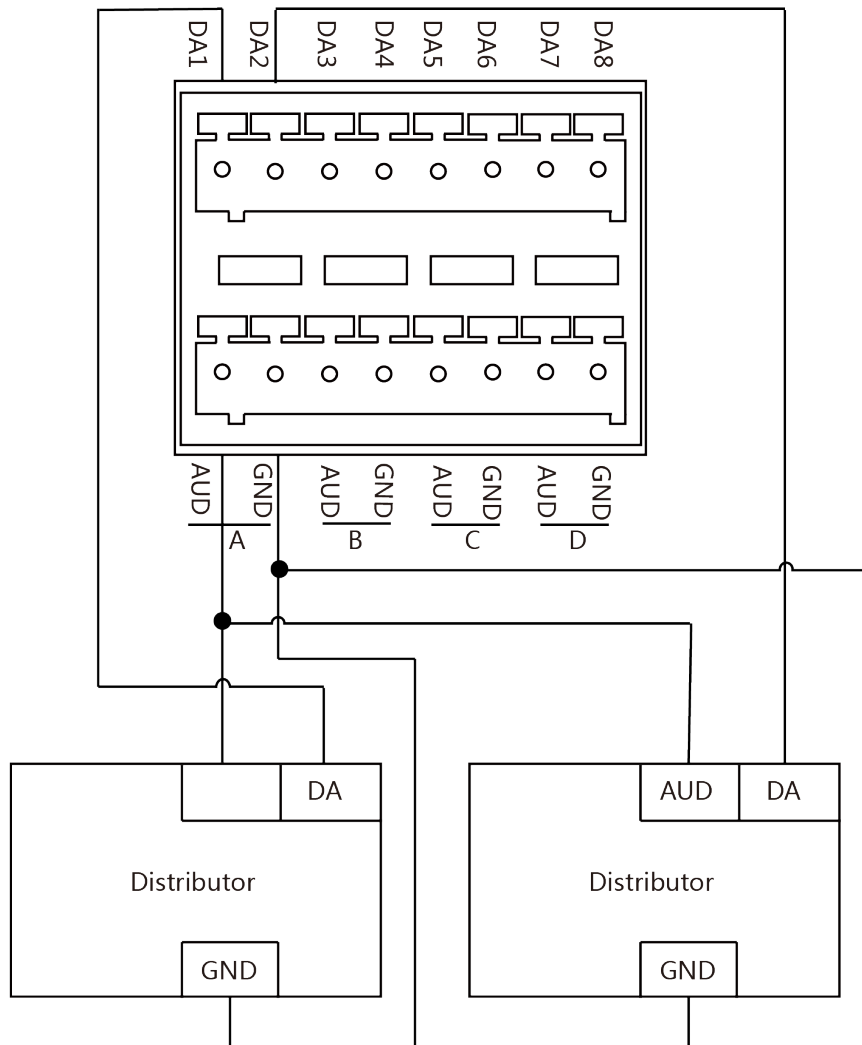 DA1 DA2 DA3 DA4 DA5 DA6 DA7 DA8
AUD GND AUD GND AUD GND AUD GND
A B C D
DA AUD DA
Distributor Distributor
GND GND